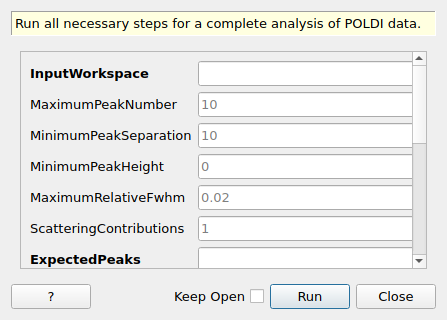 Run all necessary steps for a complete analysis of POLDI data.
InputWorkspace
MaximumPeakNumber 10
MinimumPeakSeparation 10
MinimumPeakHeight 0
MaximumRelativeFwhm 0.02
ScatteringContributions 1
ExpectedPeaks
? Keep Open Run Close